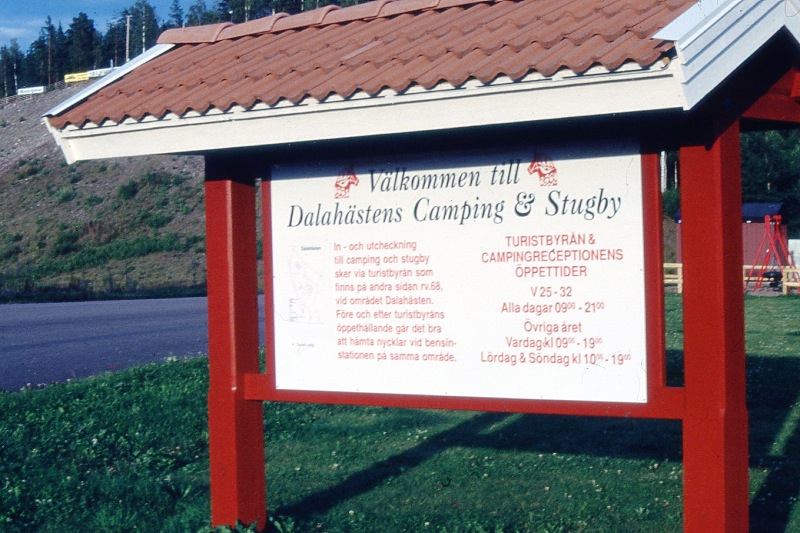 Välkommen till
Dalahästens Camping & Stugby
In - och utcheckning
till camping och stugby
sker via turistbyrån som
finns på andra sidan rv.68,
vid området Dalahästen.
Före och efter turistbyråns
öppethållande går det bra
att hämta nycklar vid bensin-
stationen på samma område.
TURISTBYRÅN &
CAMPINGRECEPTIONENS
ÖPPETTIDER
V 25 - 32
Alla dagar 09⁰⁰ - 21⁰⁰
Övriga året
Vardag kl 09⁰⁰ - 19⁰⁰
Lördag & Söndag kl 10⁰⁰ - 19⁰⁰